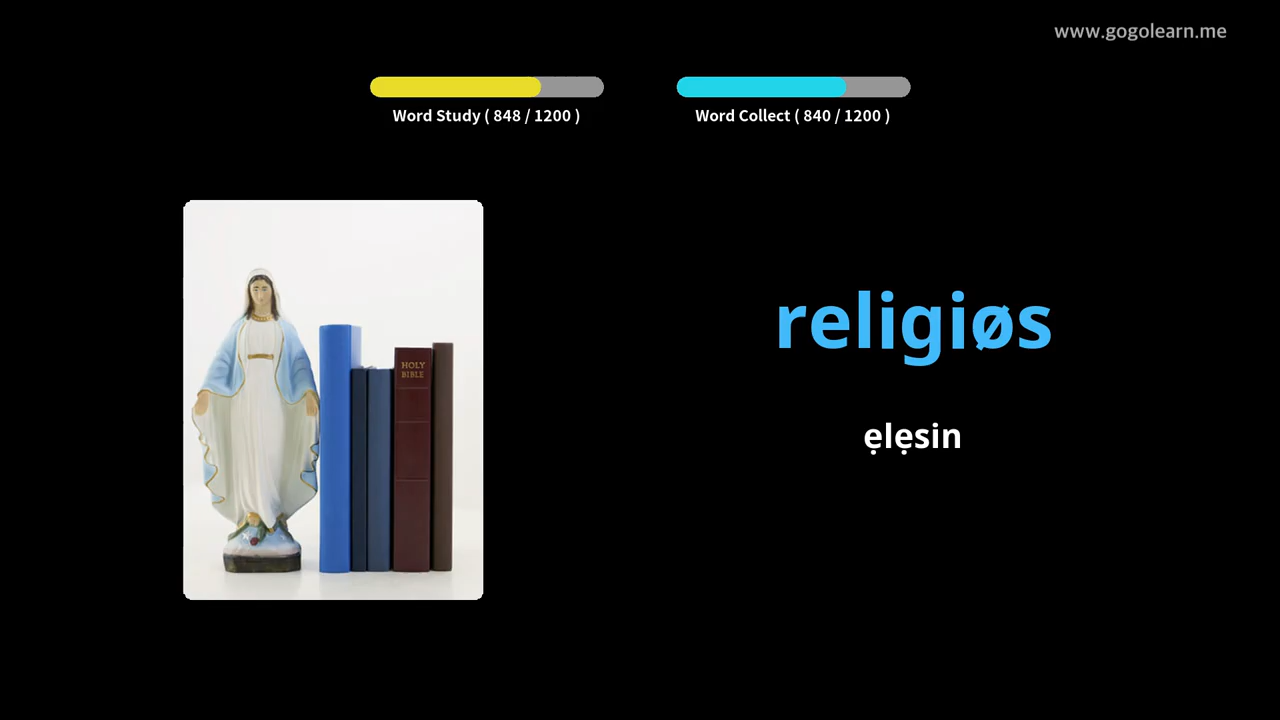 www.gogolearn.me
Word Study ( 848 / 1200 )
Word Collect ( 840 / 1200 )
HOLY
BIBLE
religiøs
ẹlẹsin